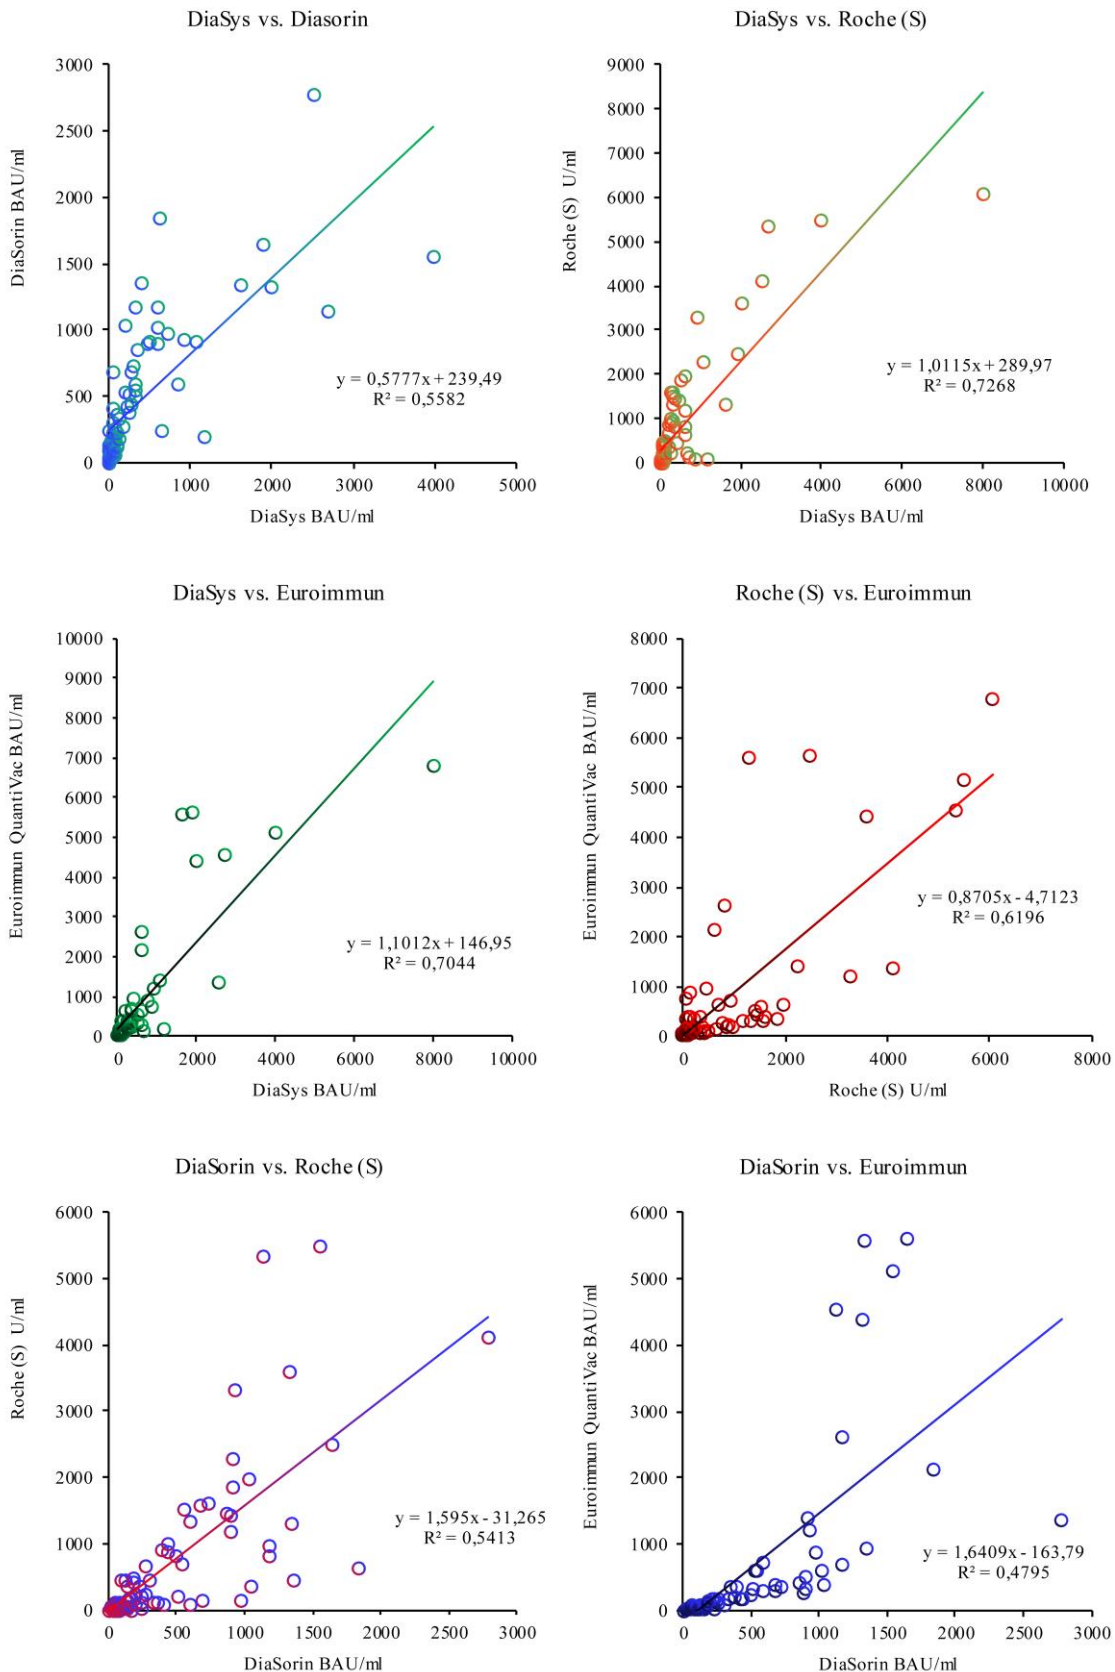 DiaSys vs. Diasorin
3000
2500
2000
1500
1000
500
0
DiaSorin BAU/ml
y = 0,5777x + 239,49
R² = 0,5582
0 1000 2000 3000 4000 5000
DiaSys BAU/ml
DiaSys vs. Roche (S)
9000
8000
7000
6000
5000
4000
3000
2000
1000
0
Roche (S) U/ml
y = 1,0115x + 289,97
R² = 0,7268
0 2000 4000 6000 8000 10000
DiaSys BAU/ml
DiaSys vs. Euroimmun
10000
9000
8000
7000
6000
5000
4000
3000
2000
1000
0
Euroimmun QuantiVac BAU/ml
y = 1,1012x + 146,95
R² = 0,7044
0 2000 4000 6000 8000 10000
DiaSys BAU/ml
Roche (S) vs. Euroimmun
8000
7000
6000
5000
4000
3000
2000
1000
0
Euroimmun QuantiVac BAU/ml
y = 0,8705x - 4,7123
R² = 0,6196
0 2000 4000 6000 8000
Roche (S) U/ml
DiaSorin vs. Roche (S)
6000
5000
4000
3000
2000
1000
0
Roche (S) U/ml
y = 1,595x - 31,265
R² = 0,5413
0 500 1000 1500 2000 2500 3000
DiaSorin BAU/ml
DiaSorin vs. Euroimmun
6000
5000
4000
3000
2000
1000
0
Euroimmun QuantiVac BAU/ml
y = 1,6409x - 163,79
R² = 0,4795
0 500 1000 1500 2000 2500 3000
DiaSorin BAU/ml